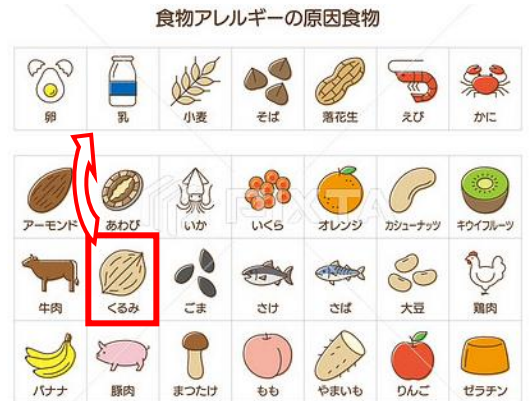 食物アレルギーの原因食物
卵 乳 小麦 そば 落花生 えび かに
アーモンド あわび いか いくら オレンジ カシューナッツ キウイフルーツ
牛肉 くるみ ごま さけ さば 大豆 鶏肉
バナナ 豚肉 まつたけ もも やまいも りんご ゼラチン
PIXTA